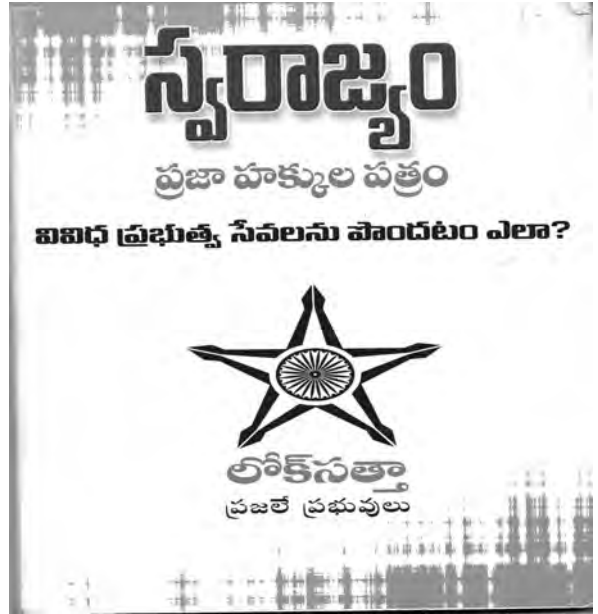 స్వరాజ్యం
ప్రజా హక్కుల పత్రం
వివిధ ప్రభుత్వ సేవలను పొందటం ఎలా?
లోక్‌సత్తా
ప్రజలే ప్రభువులు